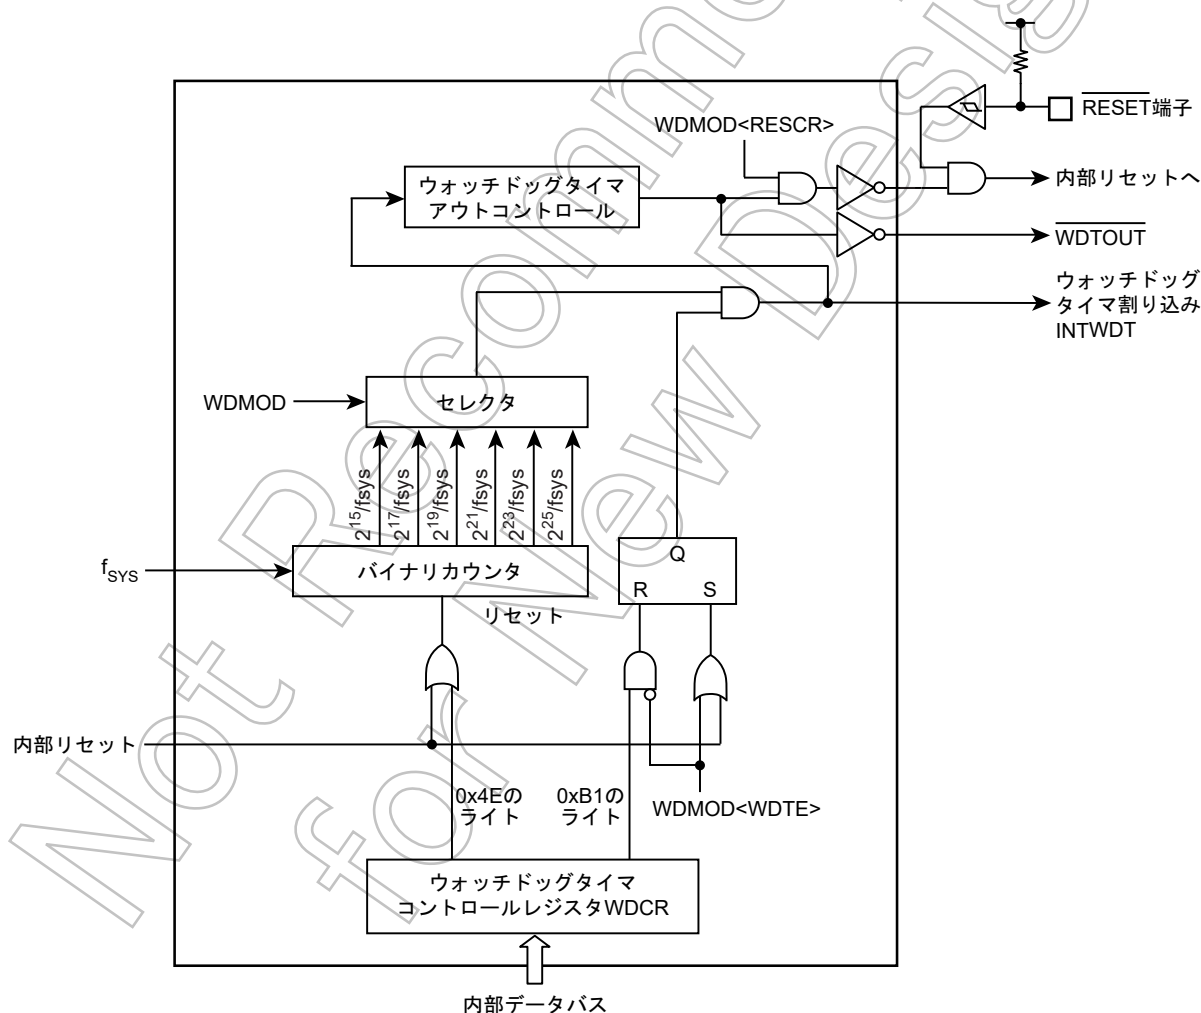 RESET端子
WDMOD<RESCR>
ウォッチドッグタイマ
アウトコントロール
内部リセットへ
WDTOUT
ウォッチドッグ
タイマ割り込み
INTWDT
WDMOD
セレクタ
2^15/fsys
2^17/fsys
2^19/fsys
2^21/fsys
2^23/fsys
2^25/fsys
fSYS
バイナリカウンタ
リセット
Q
R S
内部リセット
0x4Eの
ライト
0xB1の
ライト
WDMOD<WDTE>
ウォッチドッグタイマ
コントロールレジスタWDCR
内部データバス
Not Recomm
for New Desig